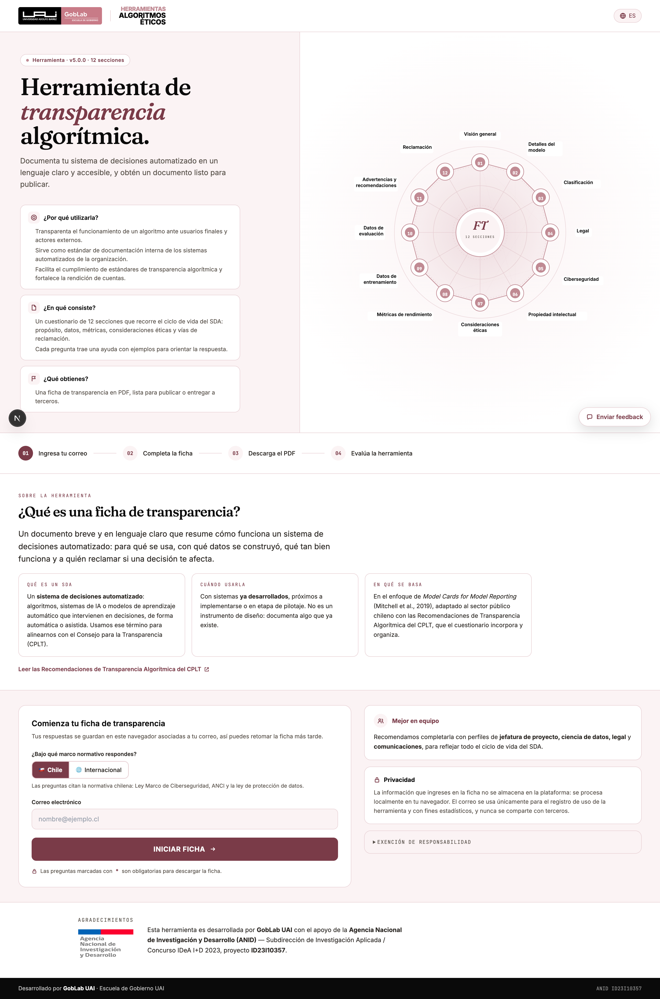 UAi
UNIVERSIDAD ADOLFO IBÁÑEZ
GobLab
ESCUELA DE GOBIERNO
HERRAMIENTAS
ALGORITMOS
ÉTICOS
ES
Herramienta · v5.0.0 · 12 secciones
Herramienta de
transparencia
algorítmica.
Documenta tu sistema de decisiones automatizado en un
lenguaje claro y accesible, y obtén un documento listo para
publicar.
¿Por qué utilizarla?
Transparenta el funcionamiento de un algoritmo ante usuarios finales y
actores externos.
Sirve como estándar de documentación interna de los sistemas
automatizados de la organización.
Facilita el cumplimiento de estándares de transparencia algorítmica y
fortalece la rendición de cuentas.
¿En qué consiste?
Un cuestionario de 12 secciones que recorre el ciclo de vida del SDA:
propósito, datos, métricas, consideraciones éticas y vías de
reclamación.
Cada pregunta trae una ayuda con ejemplos para orientar la respuesta.
¿Qué obtienes?
Una ficha de transparencia en PDF, lista para publicar o entregar a
terceros.
N
Visión general
Detalles del
modelo
Clasificación
Legal
Ciberseguridad
Propiedad intelectual
Consideraciones
éticas
Métricas de rendimiento
Datos de
entrenamiento
Datos de
evaluación
Advertencias y
recomendaciones
Reclamación
01
02
03
04
05
06
07
08
09
10
11
12
FT
12 SECCIONES
Enviar feedback
01 Ingresa tu correo
02 Completa la ficha
03 Descarga el PDF
04 Evalúa la herramienta
SOBRE LA HERRAMIENTA
¿Qué es una ficha de transparencia?
Un documento breve y en lenguaje claro que resume cómo funciona un sistema de
decisiones automatizado: para qué se usa, con qué datos se construyó, qué tan bien
funciona y a quién reclamar si una decisión te afecta.
QUÉ ES UN SDA
Un sistema de decisiones automatizado:
algoritmos, sistemas de IA o modelos de aprendizaje
automático que intervienen en decisiones, de forma
automática o asistida. Usamos ese término para
alinearnos con el Consejo para la Transparencia
(CPLT).
CUÁNDO USARLA
Con sistemas ya desarrollados, próximos a
implementarse o en etapa de pilotaje. No es un
instrumento de diseño: documenta algo que ya
existe.
EN QUÉ SE BASA
En el enfoque de Model Cards for Model Reporting
(Mitchell et al., 2019), adaptado al sector público
chileno con las Recomendaciones de Transparencia
Algorítmica del CPLT, que el cuestionario incorpora y
organiza.
Leer las Recomendaciones de Transparencia Algorítmica del CPLT
Comienza tu ficha de transparencia
Tus respuestas se guardan en este navegador asociadas a tu correo, así puedes retomar la ficha más tarde.
¿Bajo qué marco normativo respondes?
Chile
Internacional
Las preguntas citan la normativa chilena: Ley Marco de Ciberseguridad, ANCI y la ley de protección de datos.
Correo electrónico
nombre@ejemplo.cl
INICIAR FICHA →
Las preguntas marcadas con * son obligatorias para descargar la ficha.
Mejor en equipo
Recomendamos completarla con perfiles de jefatura de proyecto, ciencia de datos, legal y
comunicaciones, para reflejar todo el ciclo de vida del SDA.
Privacidad
La información que ingreses en la ficha no se almacena en la plataforma: se procesa
localmente en tu navegador. El correo se usa únicamente para el registro de uso de la
herramienta y con fines estadísticos, y nunca se comparte con terceros.
▶ EXENCIÓN DE RESPONSABILIDAD
AGRADECIMIENTOS
Agencia
Nacional de
Investigación
y Desarrollo
Esta herramienta es desarrollada por GobLab UAI con el apoyo de la Agencia Nacional
de Investigación y Desarrollo (ANID) — Subdirección de Investigación Aplicada /
Concurso IDeA I+D 2023, proyecto ID23I10357.
Desarrollado por GobLab UAI · Escuela de Gobierno UAI
ANID ID23I10357